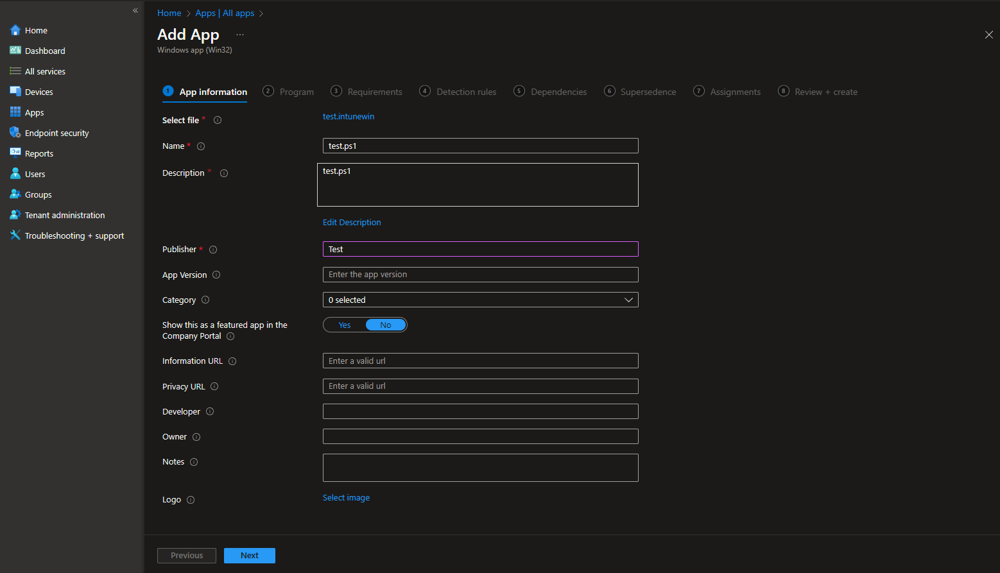 «
Home
Dashboard
All services
Devices
Apps
Endpoint security
Reports
Users
Groups
Tenant administration
Troubleshooting + support
Home > Apps | All apps >
Add App ...
Windows app (Win32)
1 App information 2 Program 3 Requirements 4 Detection rules 5 Dependencies 6 Supersedence 7 Assignments 8 Review + create
Select file * test.intunewin
Name * test.ps1
Description * test.ps1
Edit Description
Publisher * Test
App Version Enter the app version
Category 0 selected
Show this as a featured app in the
Company Portal
Yes No
Information URL Enter a valid url
Privacy URL Enter a valid url
Developer
Owner
Notes
Logo Select image
Previous Next